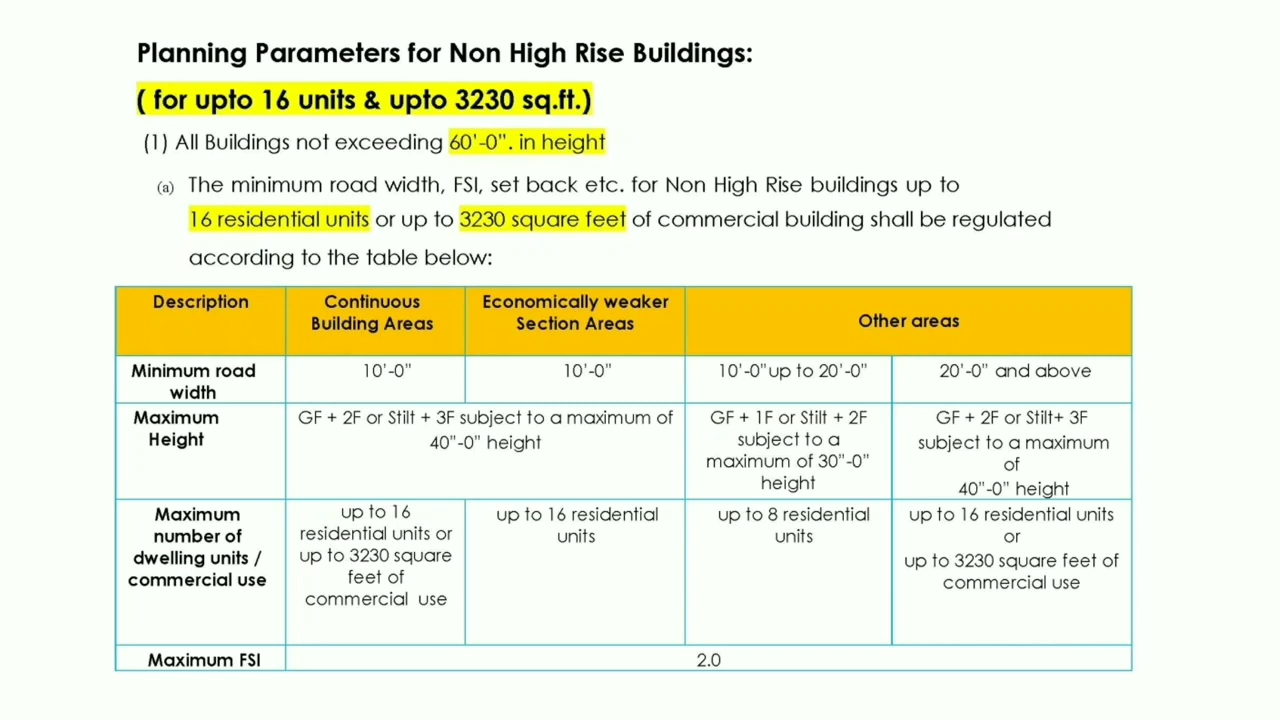 Planning Parameters for Non High Rise Buildings:
( for upto 16 units & upto 3230 sq.ft.)
(1) All Buildings not exceeding 60'-0". in height
(a) The minimum road width, FSI, set back etc. for Non High Rise buildings up to
16 residential units or up to 3230 square feet of commercial building shall be regulated
according to the table below:
Description
Continuous
Building Areas
Economically weaker
Section Areas
Other areas
Minimum road
width
10'-0"
10'-0"
10'-0"up to 20'-0"
20'-0" and above
Maximum
Height
GF + 2F or Stilt + 3F subject to a maximum of
40"-0" height
GF + 1F or Stilt + 2F
subject to a
maximum of 30"-0"
height
GF + 2F or Stilt+ 3F
subject to a maximum
of
40"-0" height
Maximum
number of
dwelling units /
commercial use
up to 16
residential units or
up to 3230 square
feet of
commercial use
up to 16 residential
units
up to 8 residential
units
up to 16 residential units
or
up to 3230 square feet of
commercial use
Maximum FSI
2.0